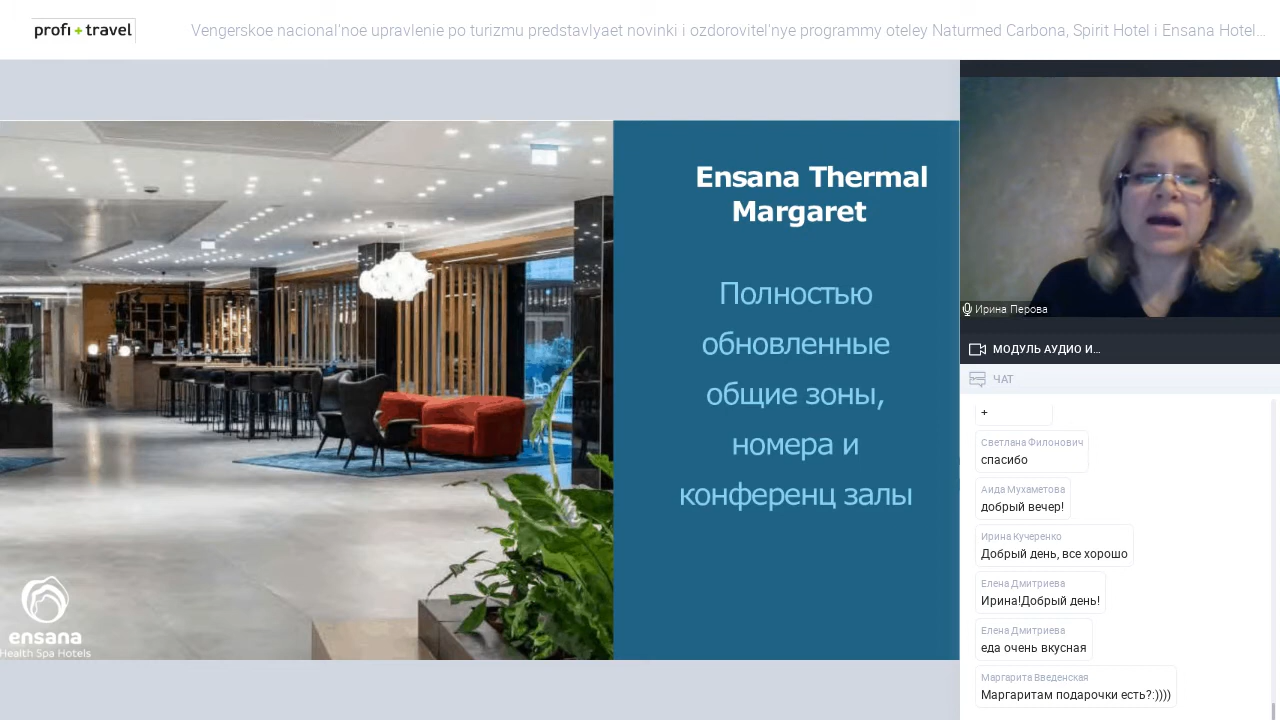 profi + travel
Vengerskoe nacional'noe upravlenie po turizmu predstavlyaet novinki i ozdorovitel'nye programmy oteley Naturmed Carbona, Spirit Hotel i Ensana Hotel...
Ensana Thermal
Margaret
Полностью
обновленные
общие зоны,
номера и
конференц залы
ensana
Health Spa Hotels
Ирина Перова
МОДУЛЬ АУДИО И...
ЧАТ
+
Светлана Филонович
спасибо
Аида Мухаметова
добрый вечер!
Ирина Кучеренко
Добрый день, все хорошо
Елена Дмитриева
Ирина!Добрый день!
Елена Дмитриева
еда очень вкусная
Маргарита Введенская
Маргаритам подарочки есть?:))))